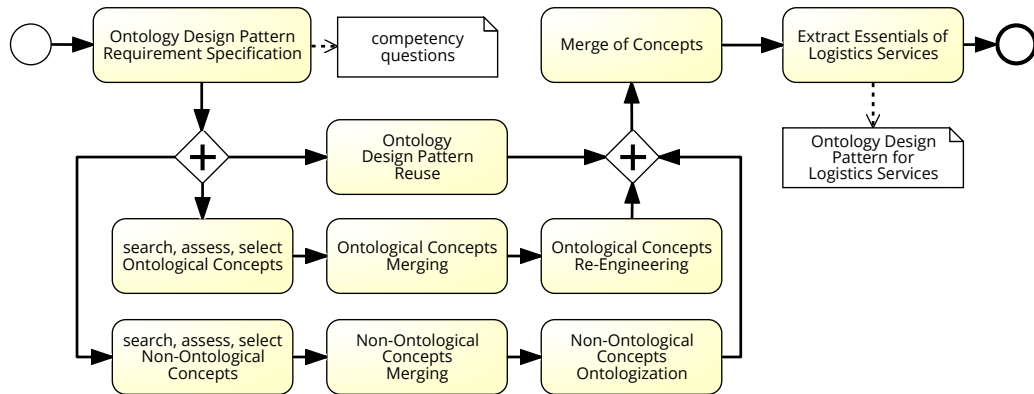 Ontology Design Pattern
Requirement Specification
competency
questions
Merge of Concepts
Extract Essentials of
Logistics Services
Ontology
Design Pattern
Reuse
Ontology Design
Pattern for
Logistics Services
search, assess, select
Ontological Concepts
Ontological Concepts
Merging
Ontological Concepts
Re-Engineering
search, assess, select
Non-Ontological
Concepts
Non-Ontological
Concepts
Merging
Non-Ontological
Concepts
Ontologization